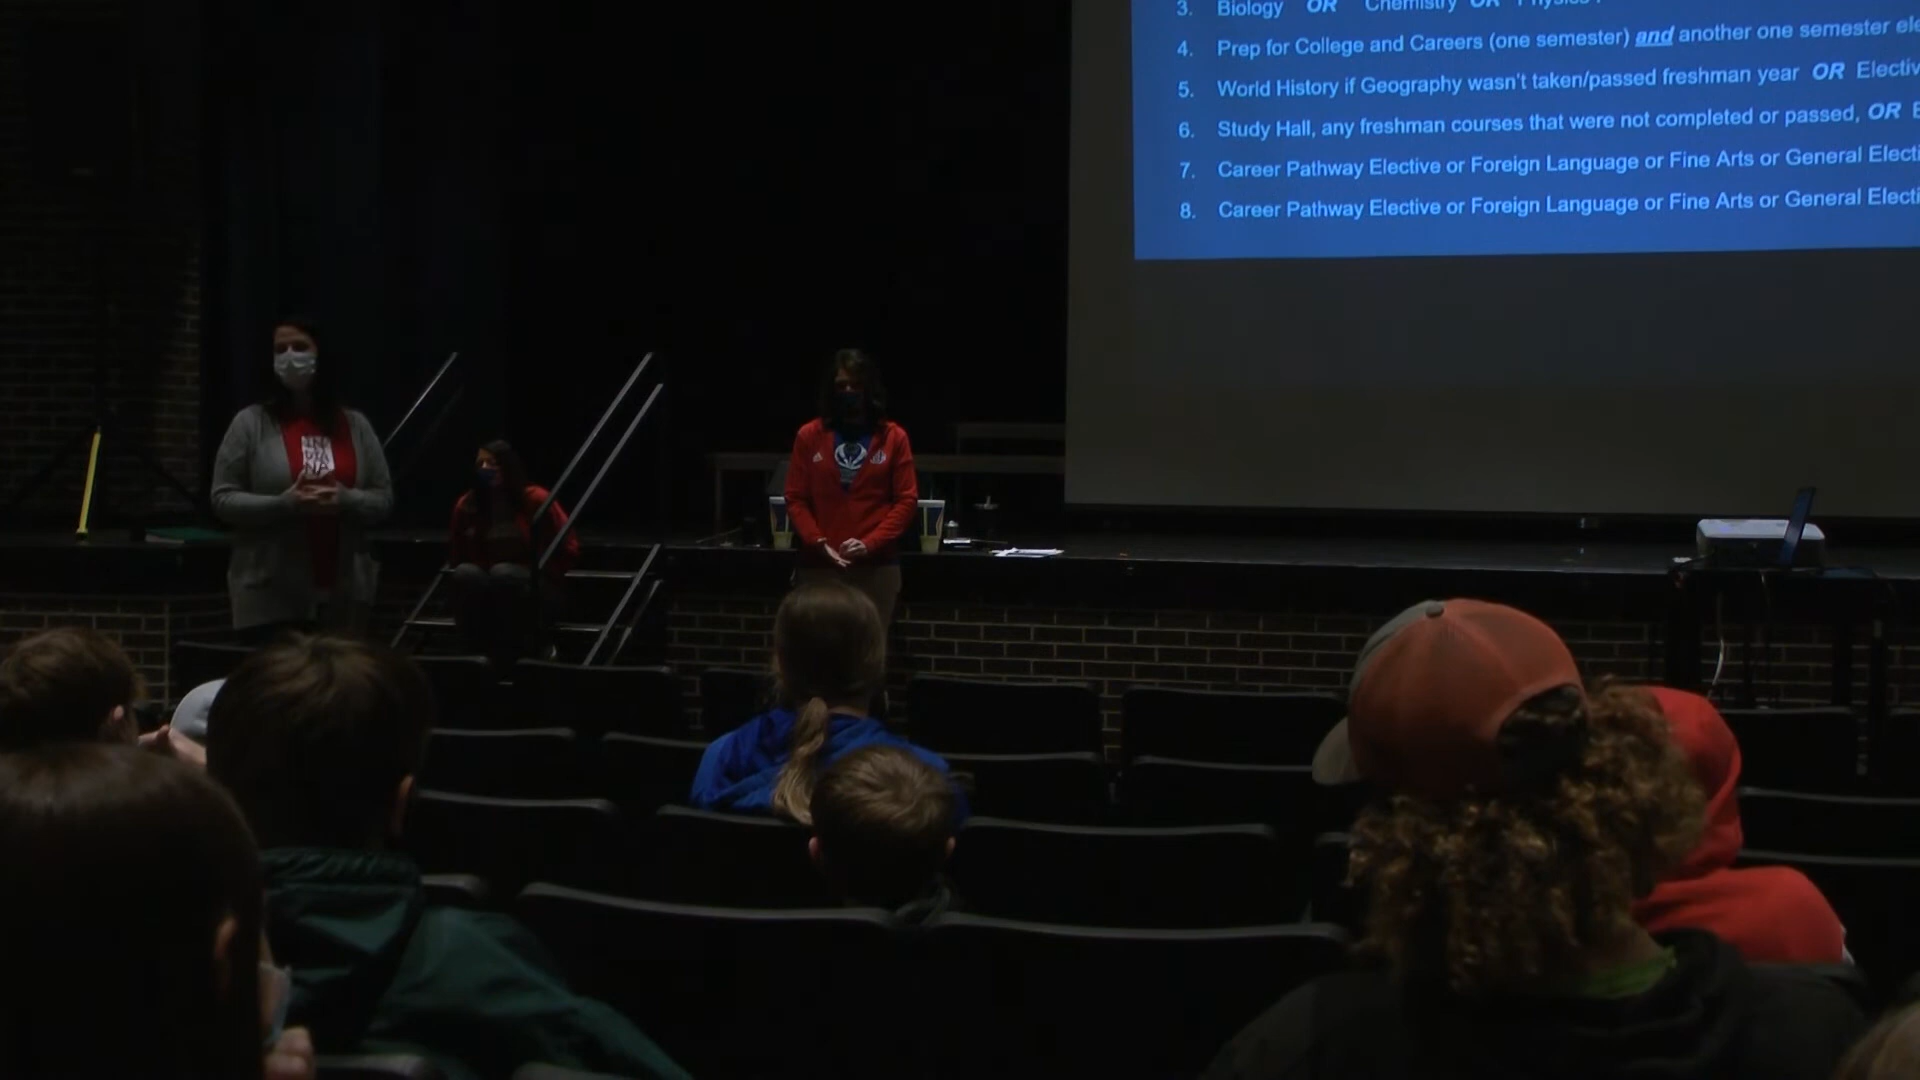 3. Biology OR Chemistry OR Physics
4. Prep for College and Careers (one semester) and another one semester
5. World History if Geography wasn't taken/passed freshman year OR
6. Study Hall, any freshman courses that were not completed or passed, OR
7. Career Pathway Elective or Foreign Language or Fine Arts or General
8. Career Pathway Elective or Foreign Language or Fine Arts or General